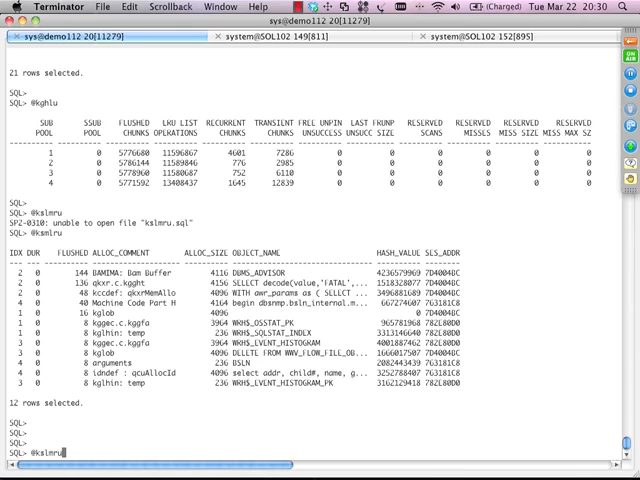 Terminator File Edit Scrollback Window Help (Charged) Tue Mar 22 20:30
sys@demo112 20[11279]
sys@demo112 20[11279] system@SOL102 149[811] system@SOL102 152[895]
21 rows selected.
SQL>
SQL> @kghlu
SUB SSUB FLUSHED LRU LIST RECURRENT TRANSIENT FREE UNPIN LAST FRUNP RESERVED RESERVED RESERVED RESERVED
POOL POOL CHUNKS OPERATIONS CHUNKS CHUNKS UNSUCCESS UNSUCC SIZE SCANS MISSES MISS SIZE MISS MAX SZ
1 0 5776680 11596867 4601 7286 0 0 0 0 0 0
2 0 5786144 11589846 776 2985 0 0 0 0 0 0
3 0 5778960 11580687 752 6110 0 0 0 0 0 0
4 0 5771592 13408437 1645 12839 0 0 0 0 0 0
SQL>
SQL> @kslmru
SP2-0310: unable to open file "kslmru.sql"
SQL> @ksmlru
IDX DUR FLUSHED ALLOC_COMMENT ALLOC_SIZE OBJECT_NAME HASH_VALUE SES_ADDR
2 0 144 BAMIMA: Bam Buffer 4116 DBMS_ADVISOR 4236579969 7D4004BC
2 0 136 qkxr.c.kgght 4156 SELECT decode(value,'FATAL',... 1518328077 7D4004BC
2 0 48 kccdef: qkxrMemAllo 4096 WITH awr_params as ( SELECT ... 3496881689 7D4004BC
4 0 40 Machine Code Part H 4164 begin dbsnmp.bsln_internal.m... 667274607 763181C8
1 0 16 kglob 4096 0 7D4004BC
1 0 8 kggec.c.kggfa 3964 WRH$_OSSTAT_PK 965781968 782E80D0
1 0 8 kglhin: temp 236 WRH$_SQLSTAT_INDEX 3313146640 782E80D0
2 0 8 kggec.c.kggfa 3964 WRH$_EVENT_HISTOGRAM 4001887462 782E80D0
3 0 8 kglob 4096 DELETE FROM WWV_FLOW_FILE_OB... 1666017507 7D4004BC
4 0 8 arguments 236 BSLN 2082443439 763181C8
4 0 8 idndef : qcuAllocId 4096 select addr, child#, name, g... 3252788407 763181C8
3 0 8 kglhin: temp 236 WRH$_EVENT_HISTOGRAM_PK 3162129418 782E80D0
12 rows selected.
SQL>
SQL>
SQL>
SQL> @kslmru
ON AIR